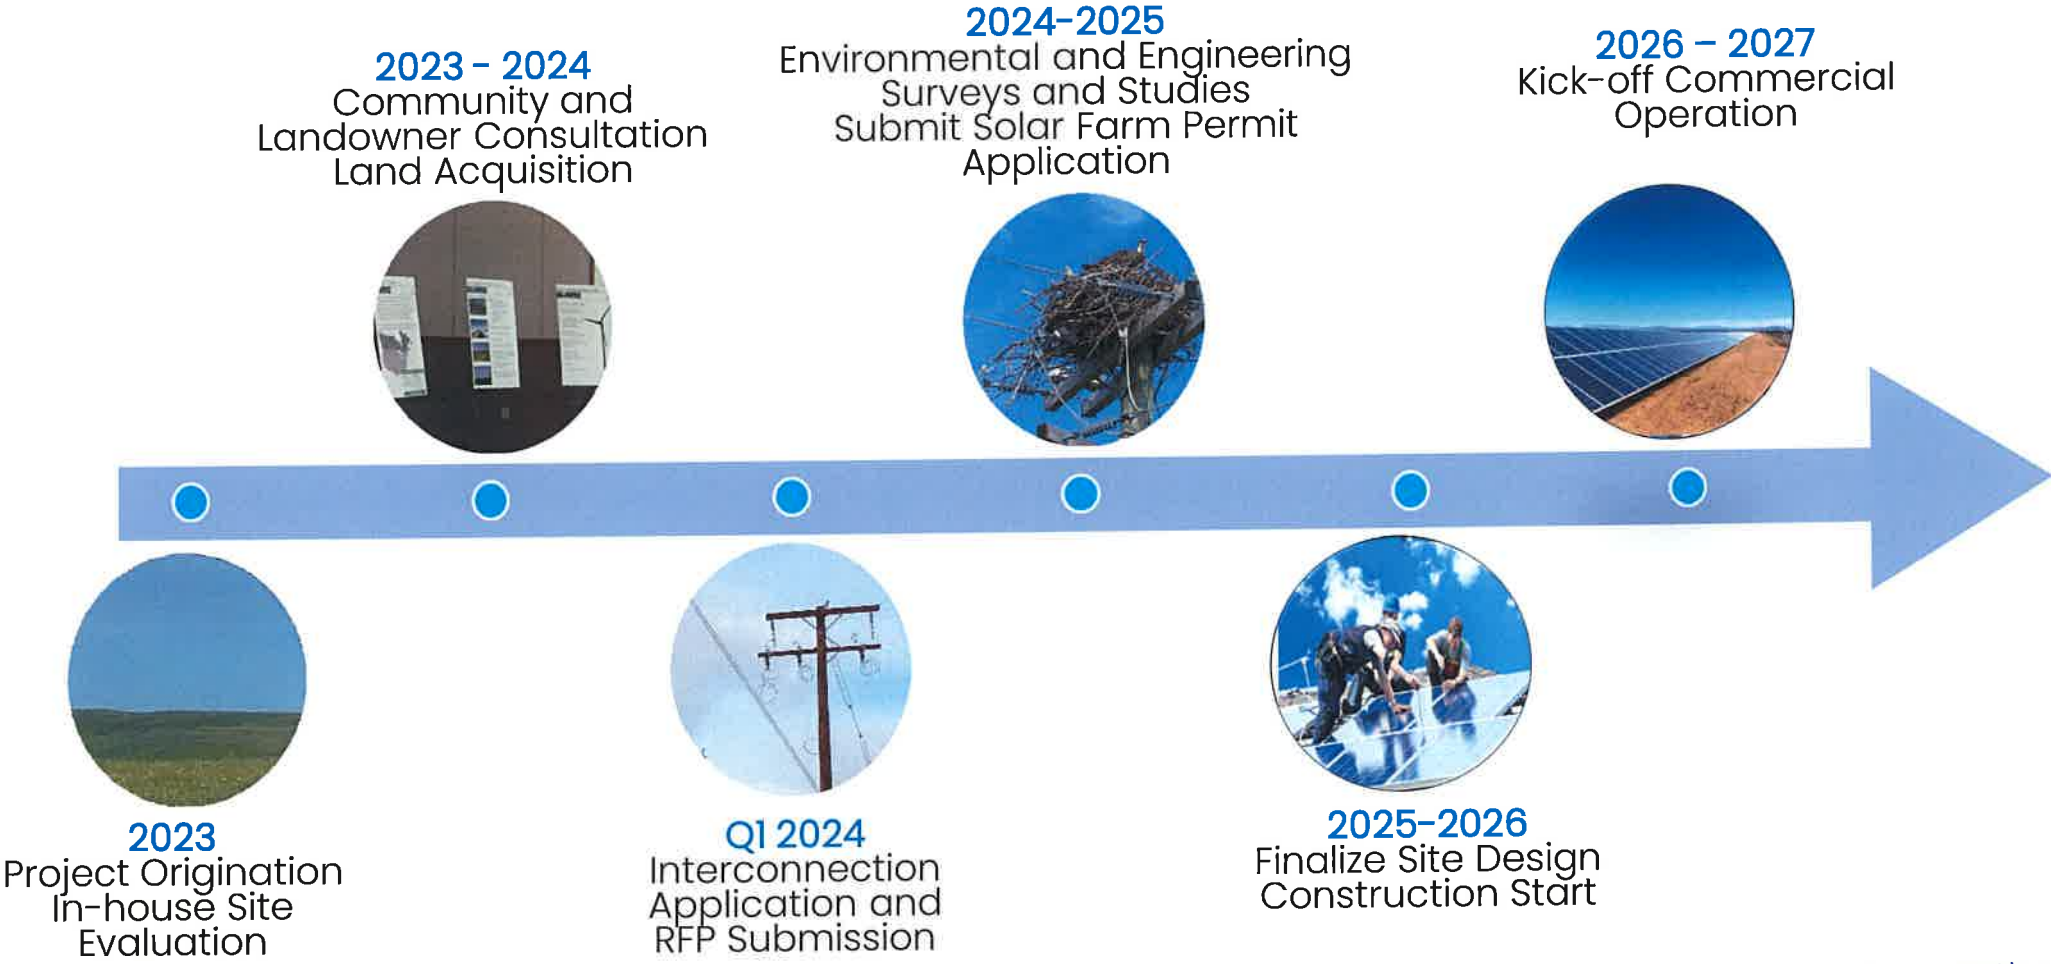 2023
Project Origination
In-house Site
Evaluation
2023 - 2024
Community and
Landowner Consultation
Land Acquisition
Q1 2024
Interconnection
Application and
RFP Submission
2024-2025
Environmental and Engineering
Surveys and Studies
Submit Solar Farm Permit
Application
2025-2026
Finalize Site Design
Construction Start
2026 – 2027
Kick-off Commercial
Operation